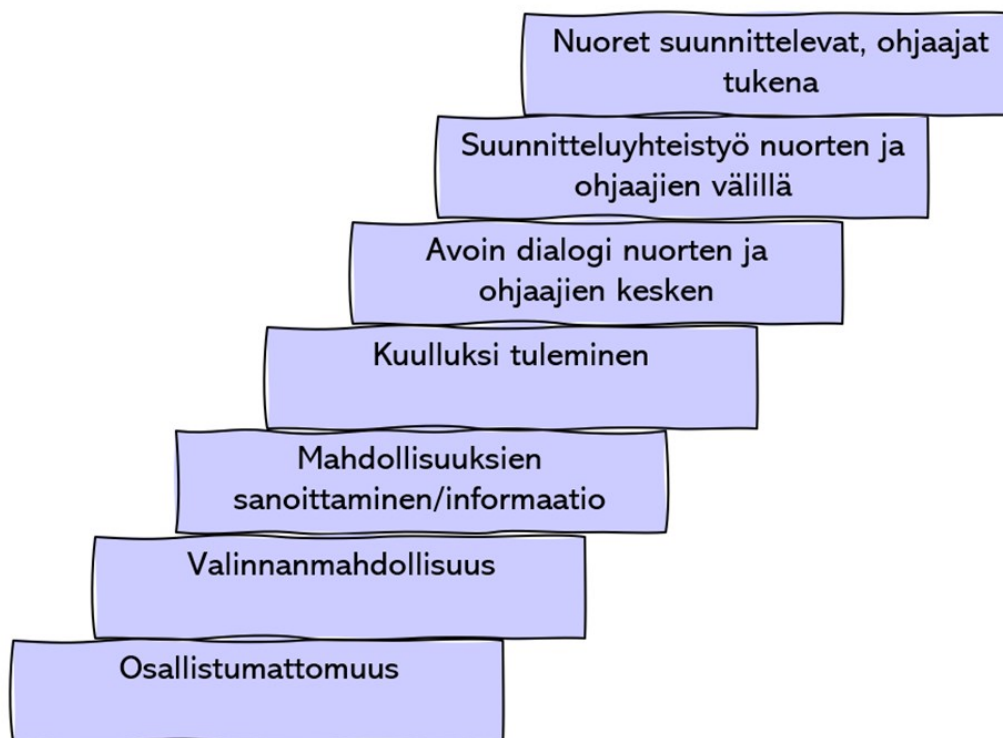 Nuoret suunnittelevat, ohjaajat
tukena
Suunnitteluyhteistyö nuorten ja
ohjaajien välillä
Avoin dialogi nuorten ja
ohjaajien kesken
Kuulluksi tuleminen
Mahdollisuuksien
sanoittaminen/informaatio
Valinnanmahdollisuus
Osallistumattomuus